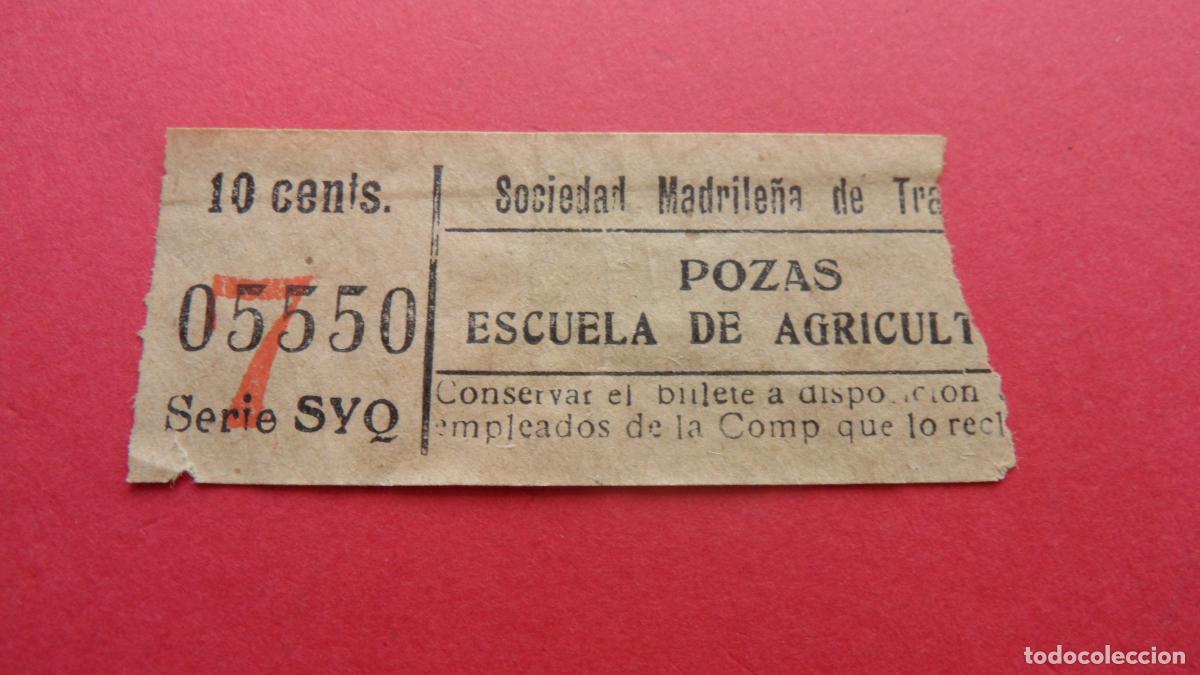 10 cents.
05550
7
Serie SYQ
Sociedad Madrileña de Tra
POZAS
ESCUELA DE AGRICULT
Conservar el billete a disposicion
empleados de la Comp que lo recl
todocoleccion